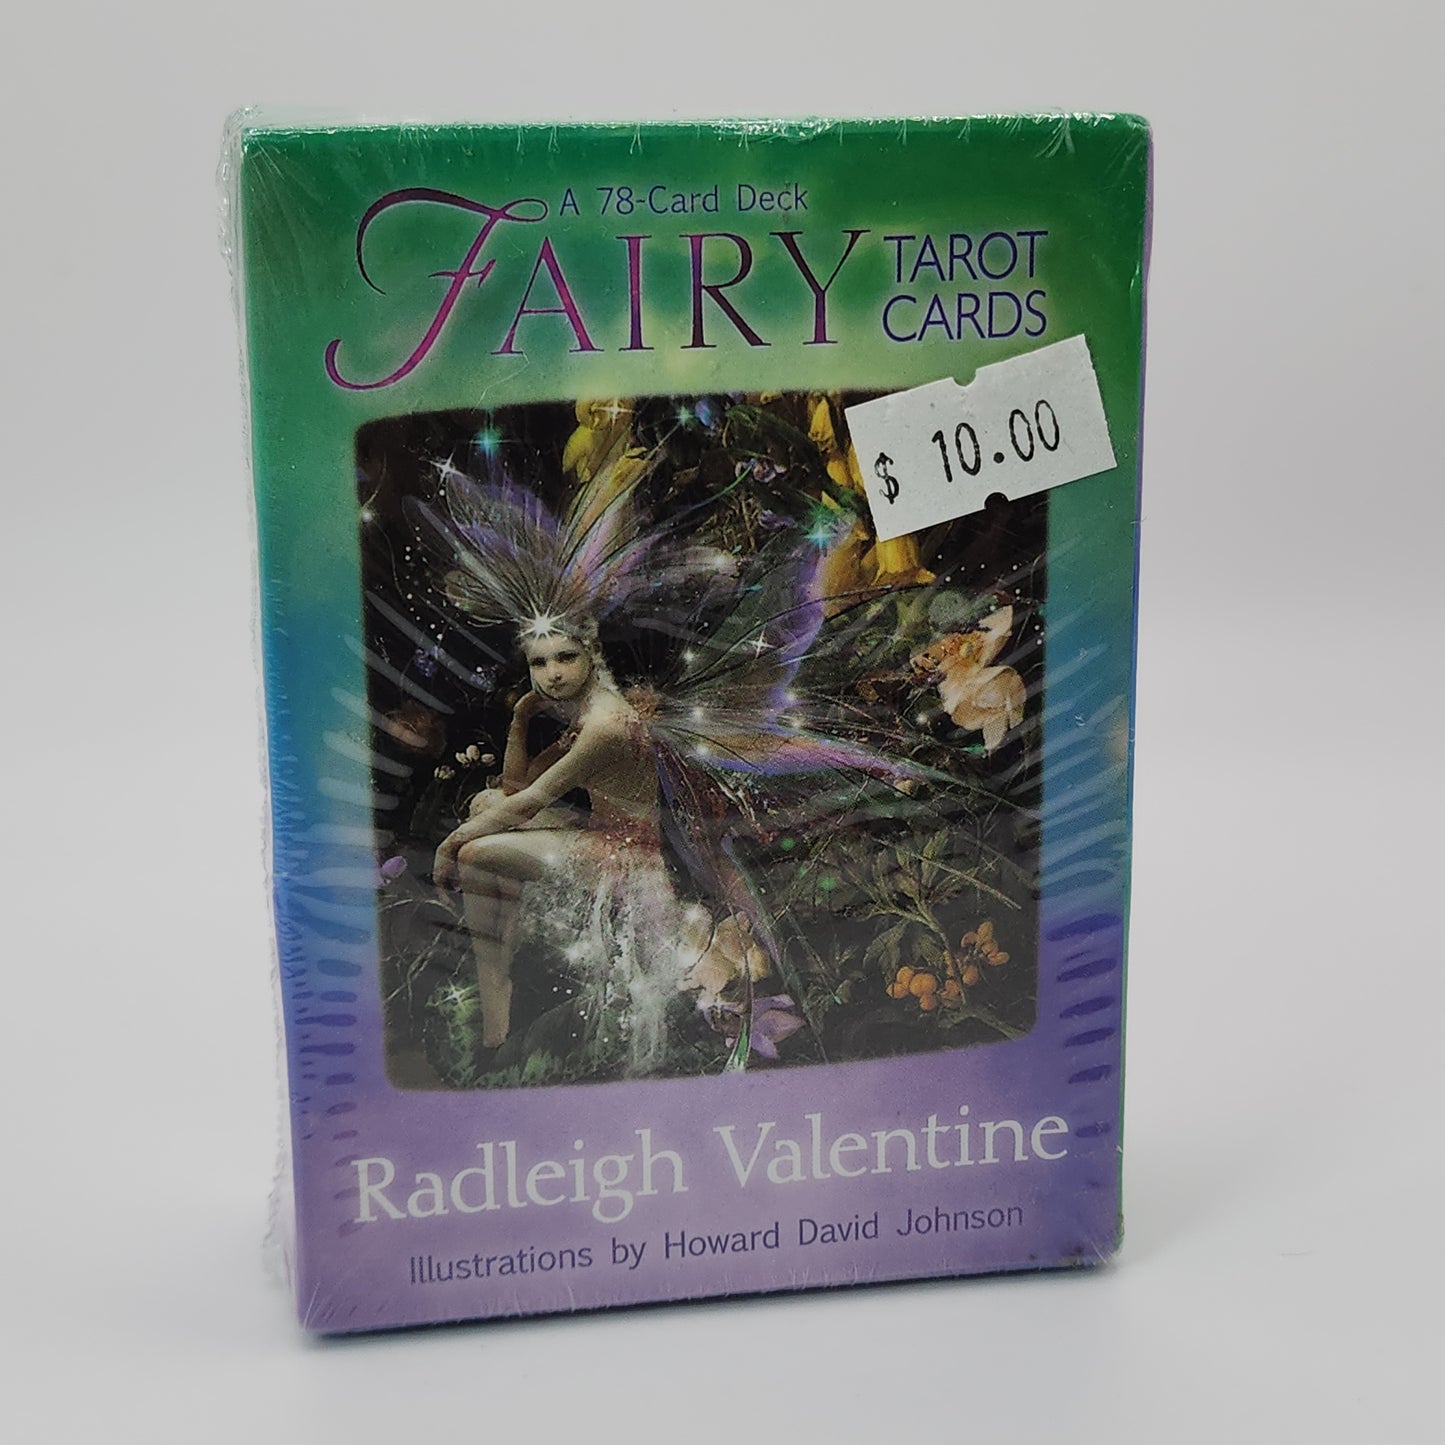 A 78-Card Deck
FAIRY TAROT
CARDS
$ 10.00
Radleigh Valentine
Illustrations by Howard David Johnson